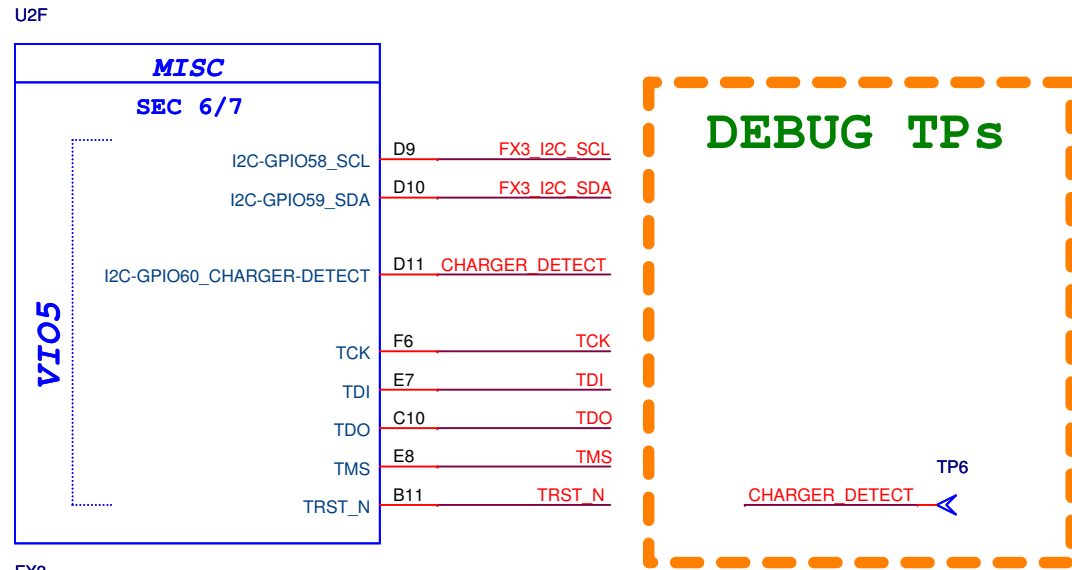 U2F
MISC
SEC 6/7
DEBUG TPs
I2C-GPIO58_SCL D9 FX3_I2C_SCL
I2C-GPIO59_SDA D10 FX3_I2C_SDA
I2C-GPIO60_CHARGER-DETECT D11 CHARGER_DETECT
VIO5
TCK F6 TCK
TDI E7 TDI
TDO C10 TDO
TMS E8 TMS
TP6
TRST_N B11 TRST_N
CHARGER_DETECT